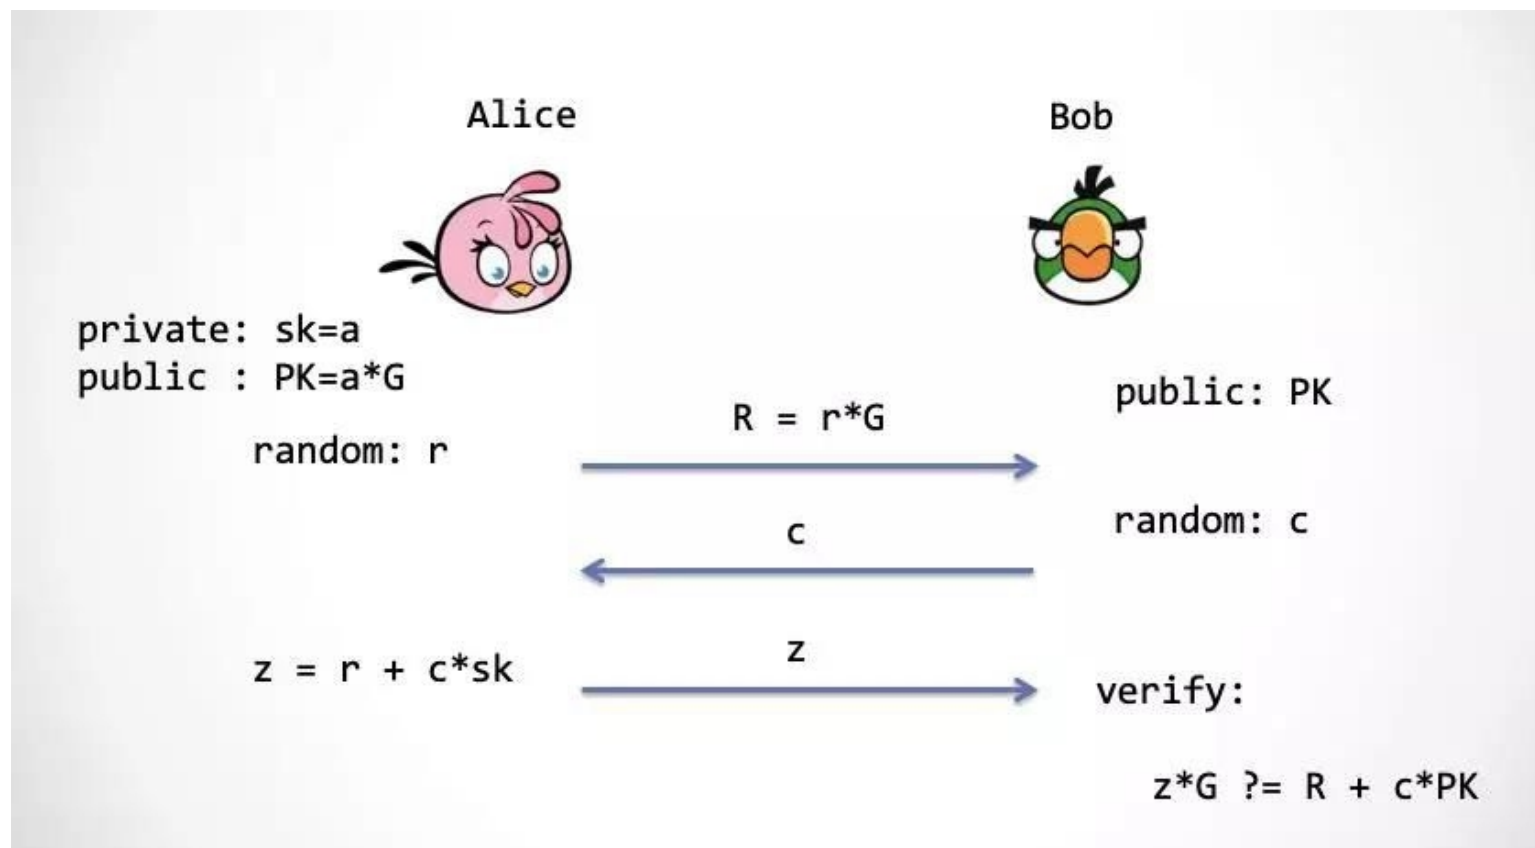 Alice
Bob
private: sk=a
public : PK=a*G
public: PK
R = r*G
random: r
random: c
c
z = r + c*sk
z
verify:
z*G ?= R + c*PK